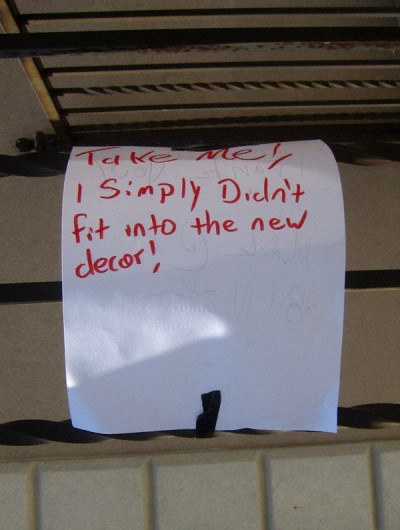 Take Me!
I Simply Didn't
fit into the new
decor!